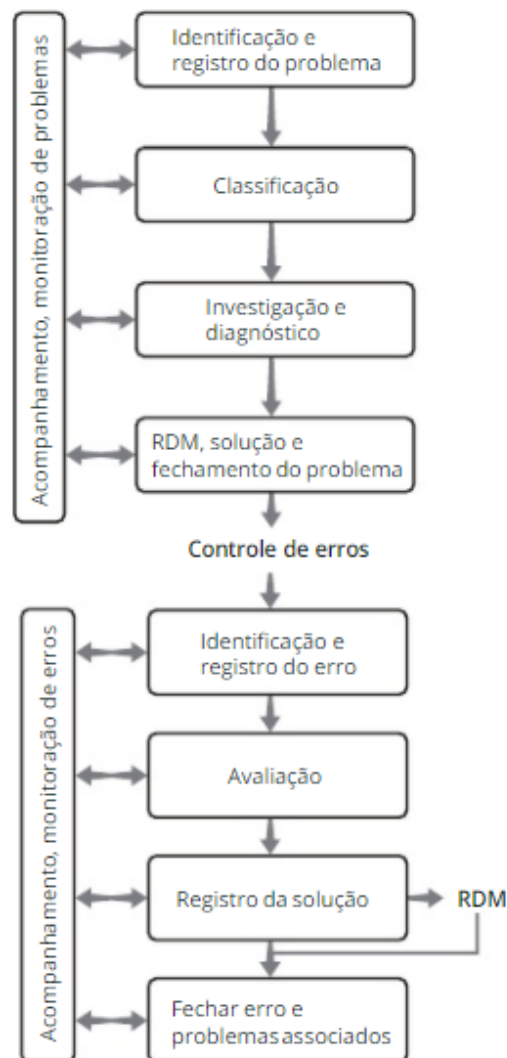 Acompanhamento, monitoração de problemas
Identificação e
registro do problema
Classificação
Investigação e
diagnóstico
RDM, solução e
fechamento do problema
Controle de erros
Acompanhamento, monitoração de erros
Identificação e
registro do erro
Avaliação
Registro da solução
RDM
Fechar erro e
problemas associados